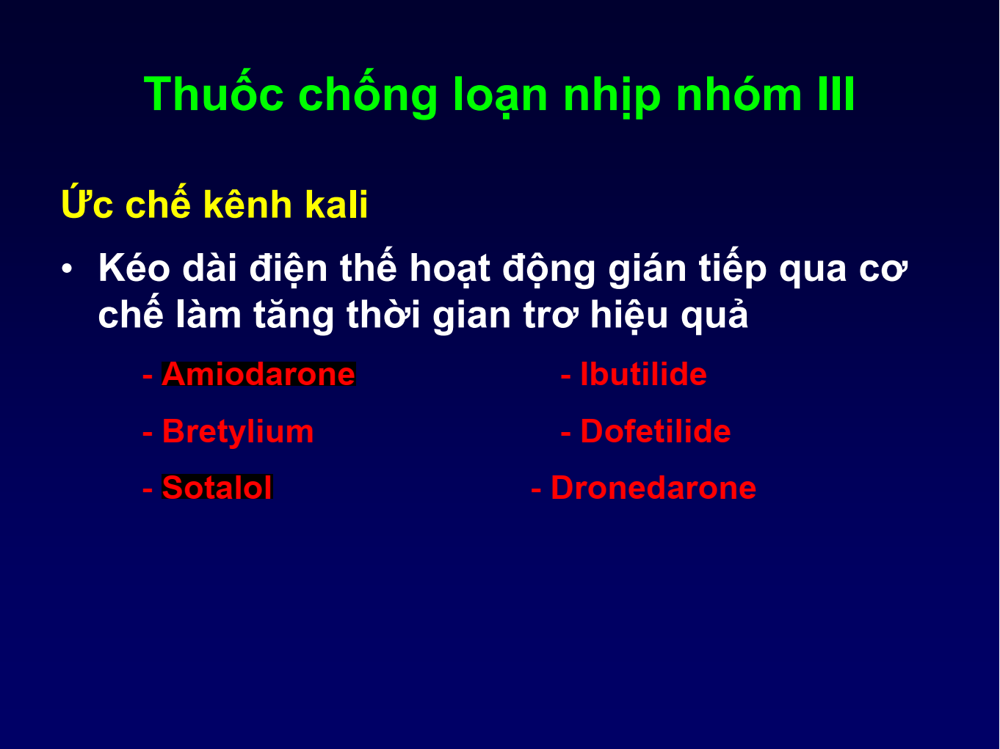 Thuốc chống loạn nhịp nhóm III
Ức chế kênh kali
• Kéo dài điện thế hoạt động gián tiếp qua cơ
chế làm tăng thời gian trơ hiệu quả
- Amiodarone - Ibutilide
- Bretylium - Dofetilide
- Sotalol - Dronedarone